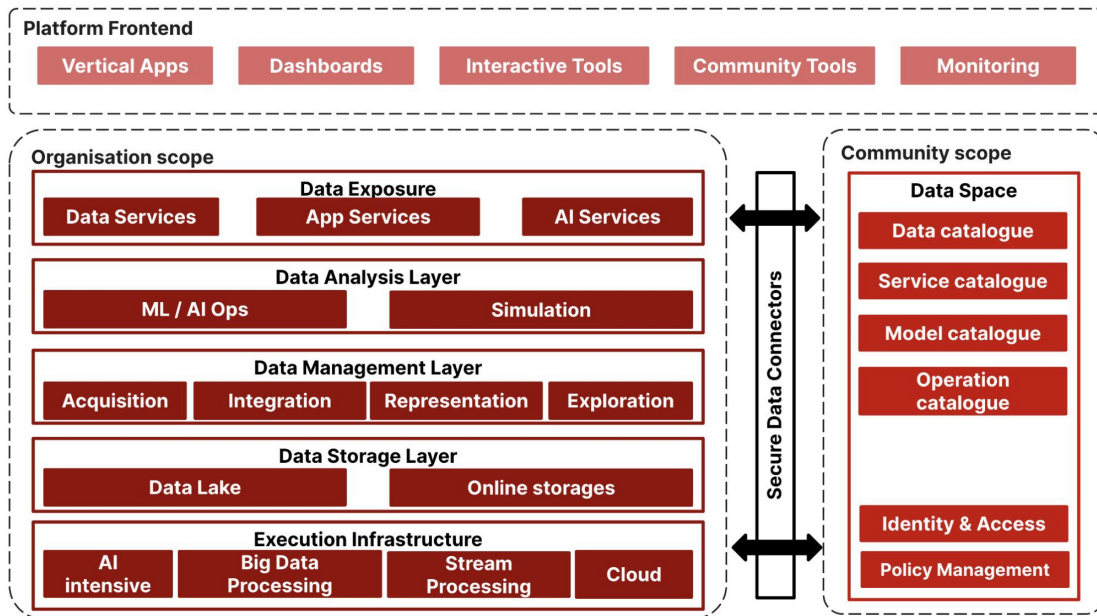 Platform Frontend
Vertical Apps
Dashboards
Interactive Tools
Community Tools
Monitoring
Organisation scope
Data Exposure
Data Services
App Services
AI Services
Data Analysis Layer
ML / AI Ops
Simulation
Data Management Layer
Acquisition
Integration
Representation
Exploration
Data Storage Layer
Data Lake
Online storages
Execution Infrastructure
AI
intensive
Big Data
Processing
Stream
Processing
Cloud
Secure Data Connectors
Community scope
Data Space
Data catalogue
Service catalogue
Model catalogue
Operation
catalogue
Identity & Access
Policy Management